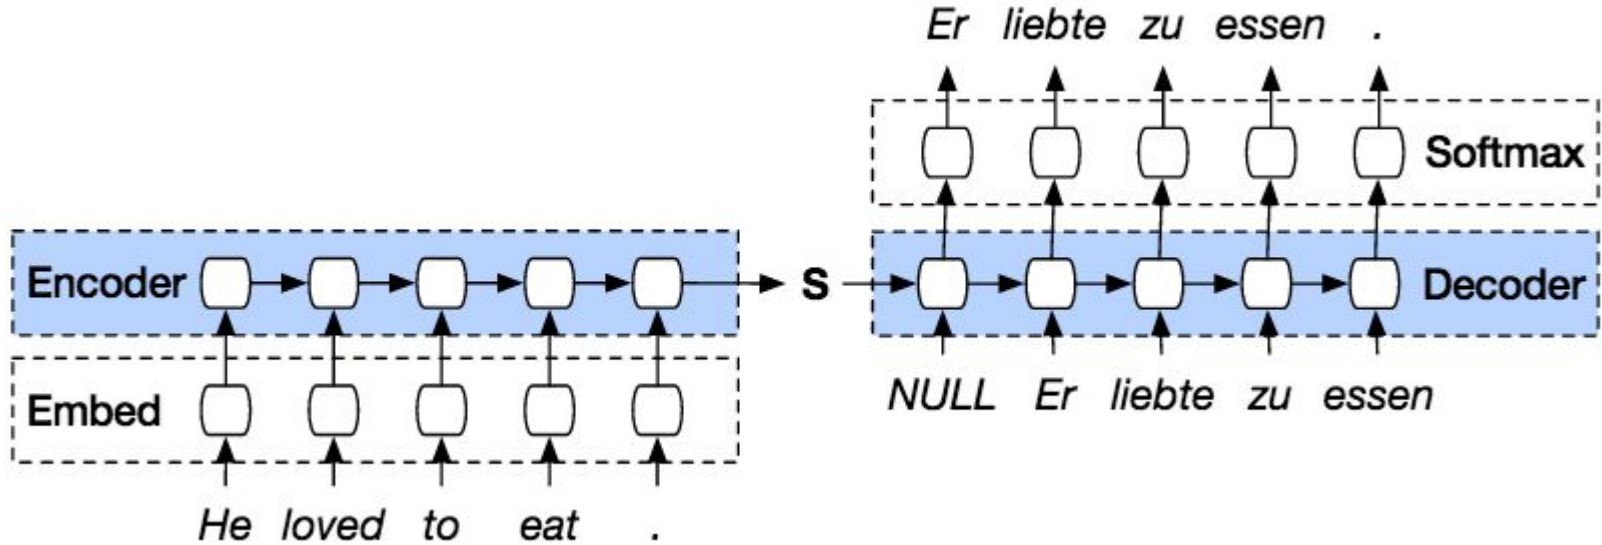 Er liebte zu essen .
Softmax
Encoder
S
Decoder
Embed
NULL Er liebte zu essen
He loved to eat .